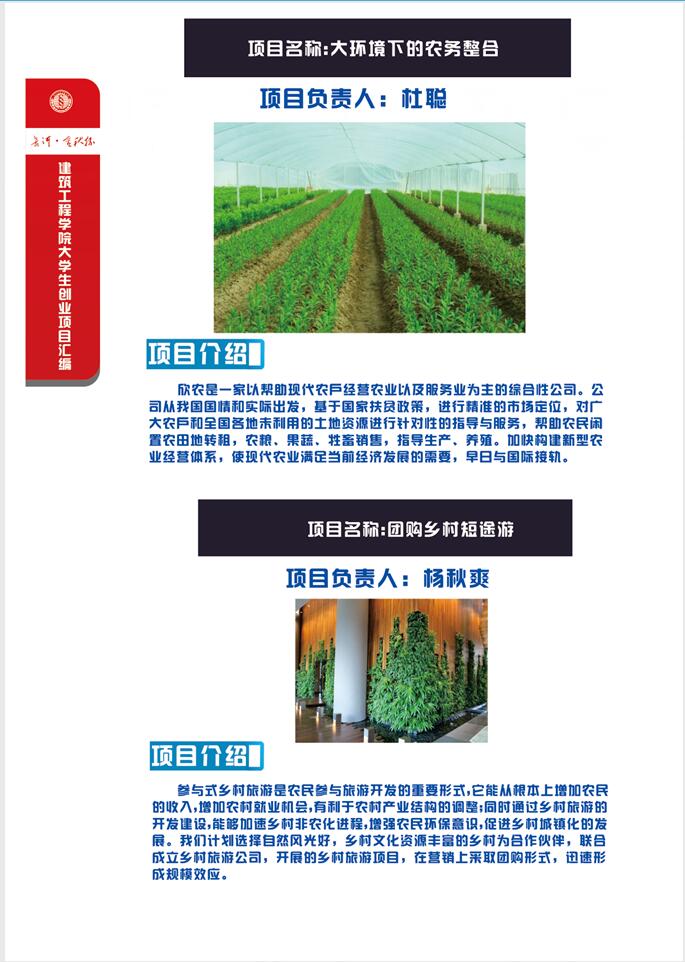 项目名称:大环境下的农务整合
项目负责人：杜聪
建筑工程学院大学生创业项目汇编
项目介绍
欣农是一家以帮助现代农户经营农业以及服务业为主的综合性公司。公
司从我国国情和实际出发，基于国家扶贫政策，进行精准的市场定位，对广
大农户和全国各地未利用的土地资源进行针对性的指导与服务，帮助农民闲
置农田地转租，农粮、果蔬、牲畜销售，指导生产、养殖。加快构建新型农
业经营体系，使现代农业满足当前经济发展的需要，早日与国际接轨。
项目名称:团购乡村短途游
项目负责人：杨秋爽
项目介绍
参与式乡村旅游是农民参与旅游开发的重要形式,它能从根本上增加农民
的收入,增加农村就业机会,有利于农村产业结构的调整;同时通过乡村旅游的
开发建设,能够加速乡村非农化进程,增强农民环保意识,促进乡村城镇化的发
展。我们计划选择自然风光好，乡村文化资源丰富的乡村为合作伙伴，联合
成立乡村旅游公司，开展的乡村旅游项目，在营销上采取团购形式，迅速形
成规模效应。